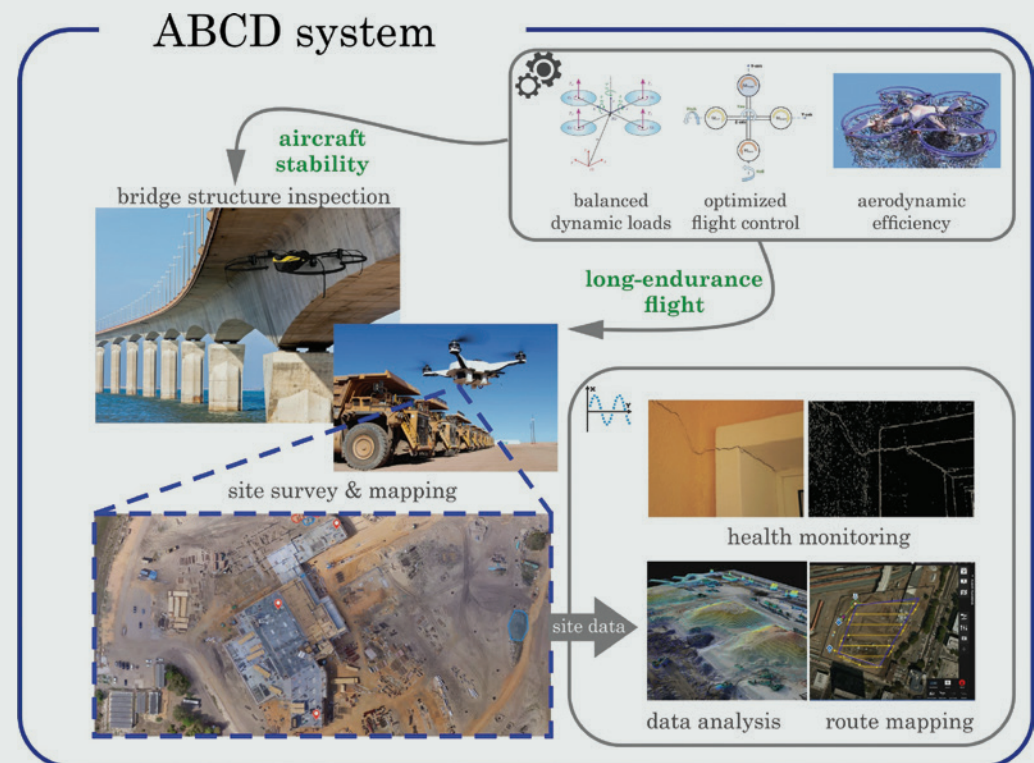 ABCD system
aircraft
stability
bridge structure inspection
balanced
dynamic loads
optimized
flight control
aerodynamic
efficiency
long-endurance
flight
site survey & mapping
site data
health monitoring
data analysis
route mapping